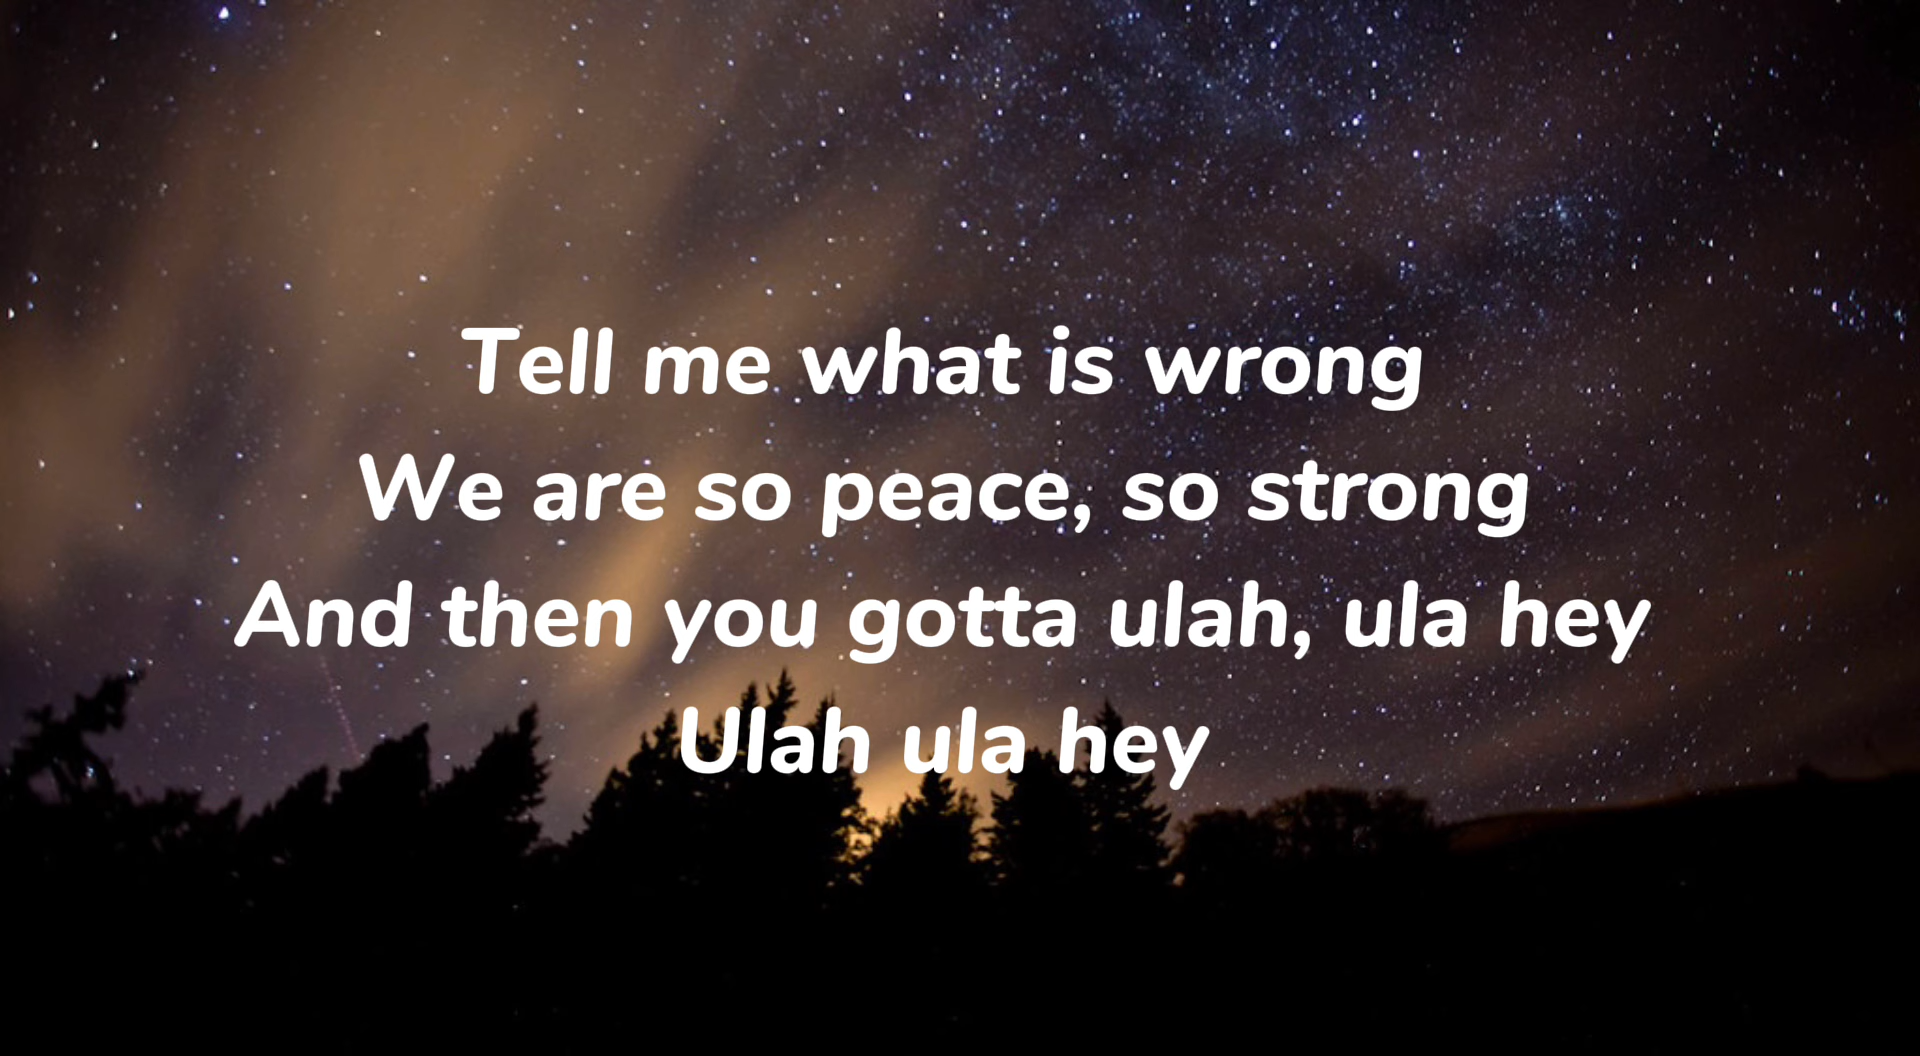 Tell me what is wrong
We are so peace, so strong
And then you gotta ulah, ula hey
Ulah ula hey